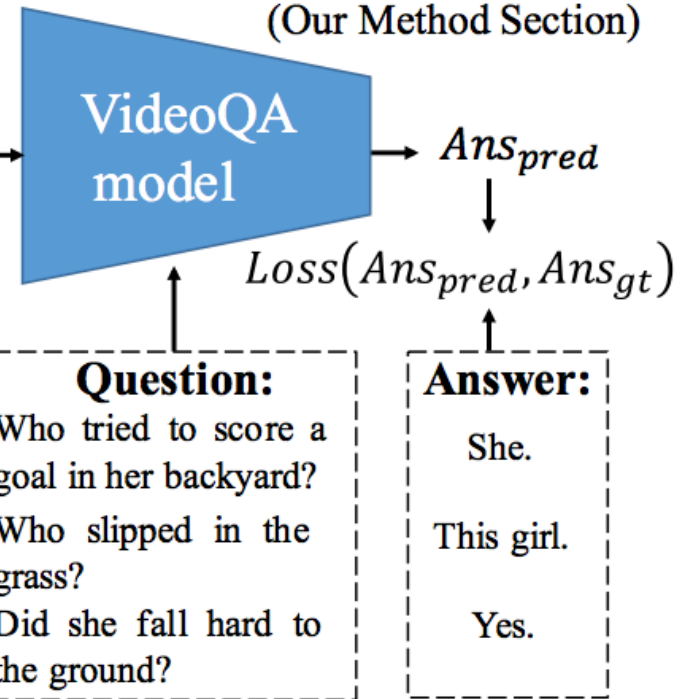 (Our Method Section)
VideoQA
model
Ans_pred
Loss(Ans_pred, Ans_gt)
Question:
Who tried to score a
goal in her backyard?
Who slipped in the
grass?
Did she fall hard to
the ground?
Answer:
She.
This girl.
Yes.